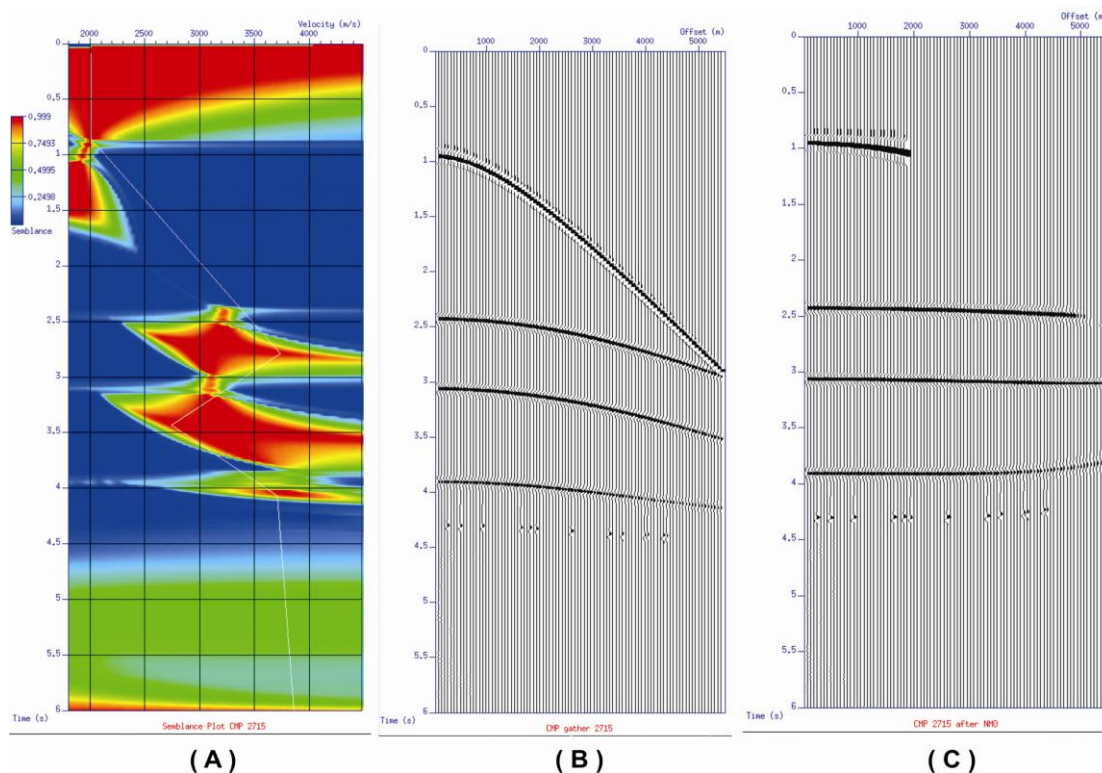 Velocity (m/s)
2000 2500 3000 3500 4000
0
0.5
1
1.5
2
2.5
3
3.5
4
4.5
5
5.5
6
0.999
0.7493
0.4995
0.2498
Semblance
Time (s)
Semblance Plot CMP 2715
( A )
Offset (m)
1000 2000 3000 4000 5000
0
0.5
1
1.5
2
2.5
3
3.5
4
4.5
5
5.5
6
Time (s)
CMP gather 2715
( B )
Offset (m)
1000 2000 3000 4000 5000
0
0.5
1
1.5
2
2.5
3
3.5
4
4.5
5
5.5
6
Time (s)
CMP 2715 after NMO
( C )